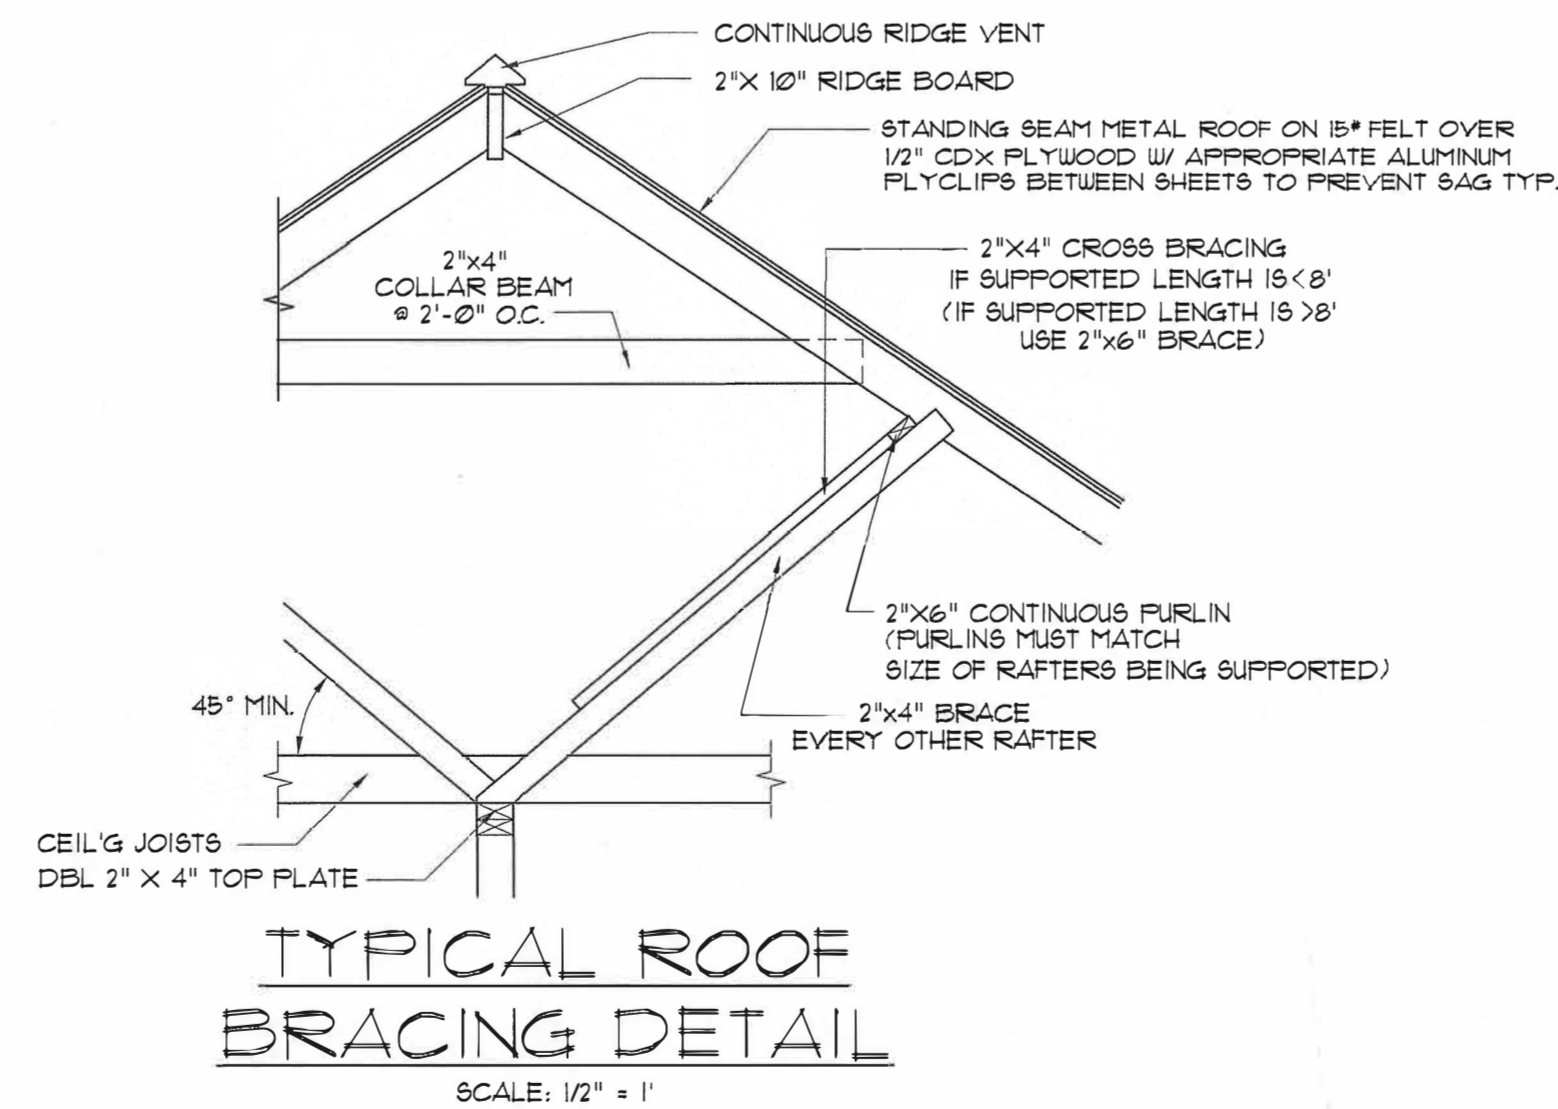 CONTINUOUS RIDGE VENT
2"X 10" RIDGE BOARD
STANDING SEAM METAL ROOF ON 15# FELT OVER
1/2" CDX PLYWOOD W/ APPROPRIATE ALUMINUM
PLYCLIPS BETWEEN SHEETS TO PREVENT SAG TYP.
2"X4" CROSS BRACING
IF SUPPORTED LENGTH IS <8'
(IF SUPPORTED LENGTH IS >8'
USE 2"x6" BRACE)
2"x4"
COLLAR BEAM
@ 2'-0" O.C.
2"X6" CONTINUOUS PURLIN
(PURLINS MUST MATCH
SIZE OF RAFTERS BEING SUPPORTED)
45° MIN.
2"x4" BRACE
EVERY OTHER RAFTER
CEIL'G JOISTS
DBL 2" X 4" TOP PLATE
TYPICAL ROOF
BRACING DETAIL
SCALE: 1/2" = 1'